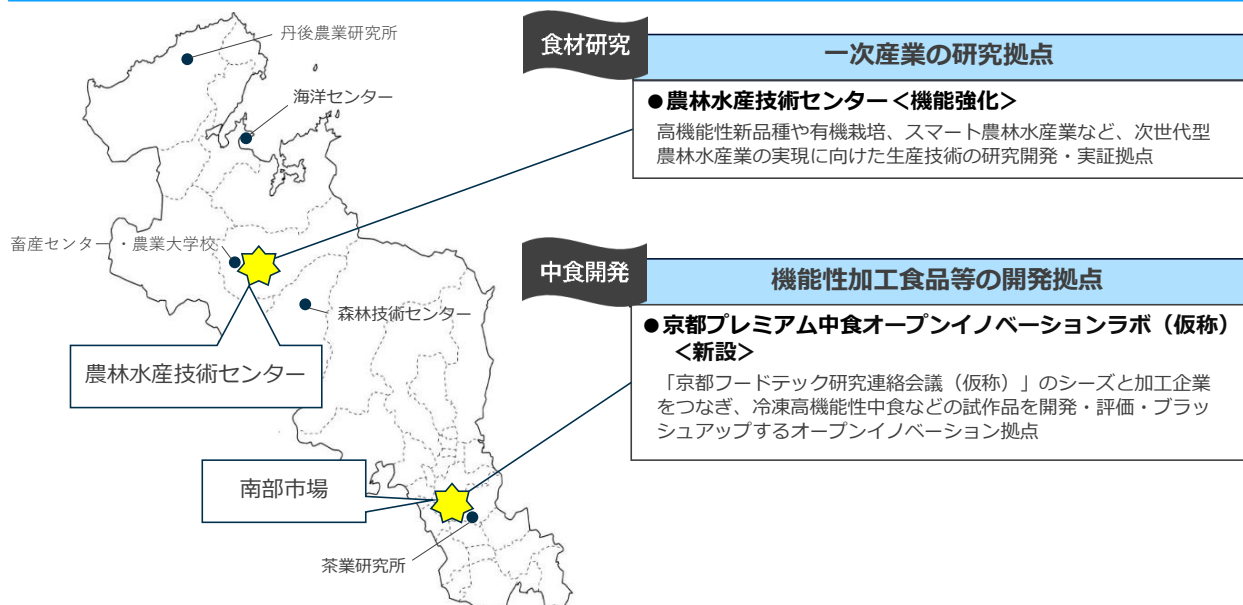 丹後農業研究所
海洋センター
畜産センター・農業大学校
森林技術センター
農林水産技術センター
南部市場
茶業研究所
食材研究
一次産業の研究拠点
●農林水産技術センター<機能強化>
高機能性新品種や有機栽培、スマート農林水産業など、次世代型
農林水産業の実現に向けた生産技術の研究開発・実証拠点
中食開発
機能性加工食品等の開発拠点
●京都プレミアム中食オープンイノベーションラボ（仮称）
<新設>
「京都フードテック研究連絡会議（仮称）」のシーズと加工企業
をつなぎ、冷凍高機能性中食などの試作品を開発・評価・ブラッ
シュアップするオープンイノベーション拠点